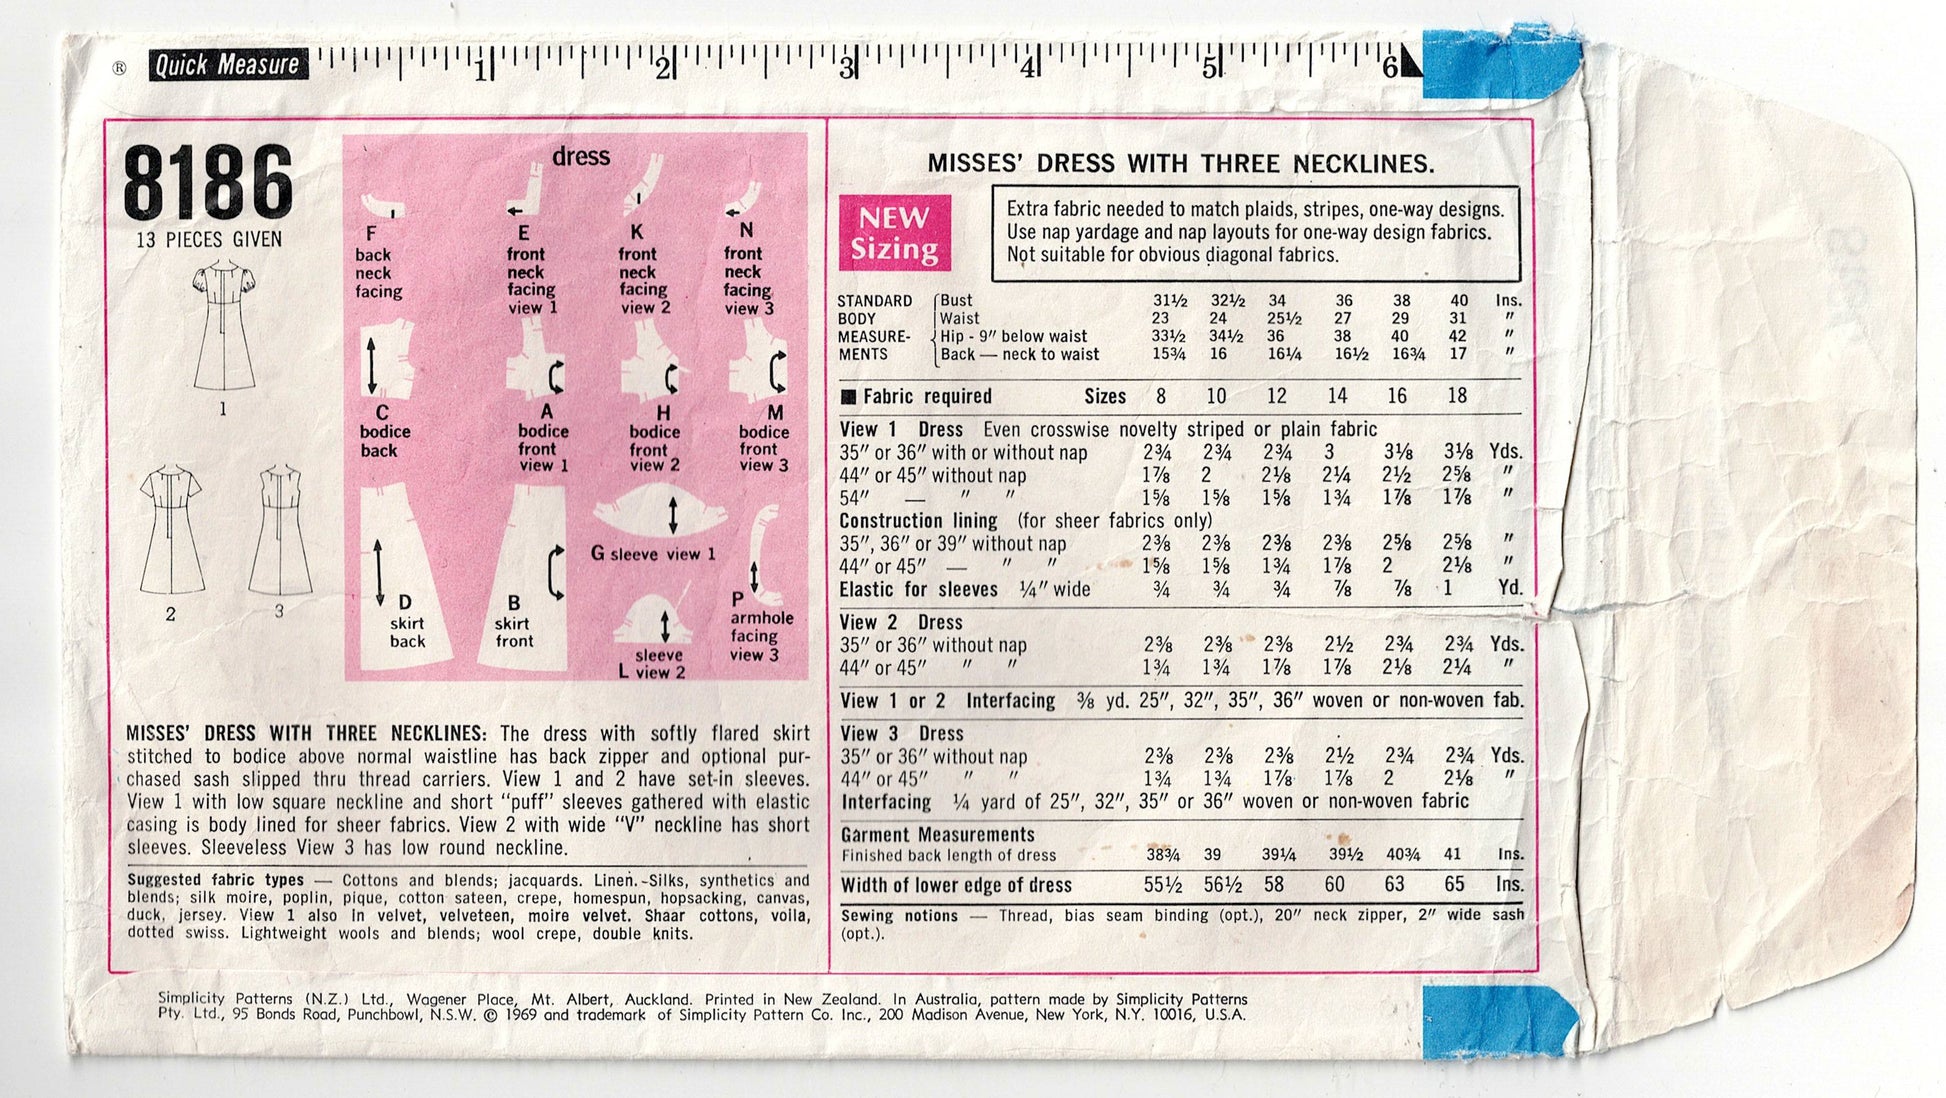 ® Quick Measure 1 2 3 4 5 6
8186
13 PIECES GIVEN
1
2 3
dress
F
back
neck
facing
E
front
neck
facing
view 1
K
front
neck
facing
view 2
N
front
neck
facing
view 3
C
bodice
back
A
bodice
front
view 1
H
bodice
front
view 2
M
bodice
front
view 3
D
skirt
back
B
skirt
front
G sleeve view 1
sleeve
L view 2
P
armhole
facing
view 3
MISSES' DRESS WITH THREE NECKLINES: The dress with softly flared skirt
stitched to bodice above normal waistline has back zipper and optional pur-
chased sash slipped thru thread carriers. View 1 and 2 have set-in sleeves.
View 1 with low square neckline and short "puff" sleeves gathered with elastic
casing is body lined for sheer fabrics. View 2 with wide "V" neckline has short
sleeves. Sleeveless View 3 has low round neckline.
Suggested fabric types — Cottons and blends; jacquards. Linen. -Silks, synthetics and
blends; silk moire, poplin, pique, cotton sateen, crepe, homespun, hopsacking, canvas,
duck, jersey. View 1 also In velvet, velveteen, moire velvet. Shaar cottons, voila,
dotted swiss. Lightweight wools and blends; wool crepe, double knits.
MISSES' DRESS WITH THREE NECKLINES.
NEW
Sizing
Extra fabric needed to match plaids, stripes, one-way designs.
Use nap yardage and nap layouts for one-way design fabrics.
Not suitable for obvious diagonal fabrics.
STANDARD Bust 31½ 32½ 34 36 38 40 Ins.
BODY Waist 23 24 25½ 27 29 31 "
MEASURE- Hip - 9" below waist 33½ 34½ 36 38 40 42 "
MENTS Back — neck to waist 15¾ 16 16¼ 16½ 16¾ 17 "
■ Fabric required Sizes 8 10 12 14 16 18
View 1 Dress Even crosswise novelty striped or plain fabric
35" or 36" with or without nap 2¾ 2¾ 2¾ 3 3⅛ 3⅛ Yds.
44" or 45" without nap 1⅞ 2 2⅛ 2¼ 2½ 2⅝ "
54" — " " 1⅝ 1⅝ 1⅝ 1¾ 1⅞ 1⅞ "
Construction lining (for sheer fabrics only)
35", 36" or 39" without nap 2⅜ 2⅜ 2⅜ 2⅜ 2⅝ 2⅝ "
44" or 45" — " " 1⅝ 1⅝ 1¾ 1⅞ 2 2⅛ "
Elastic for sleeves ¼" wide ¾ ¾ ¾ ⅞ ⅞ 1 Yd.
View 2 Dress
35" or 36" without nap 2⅜ 2⅜ 2⅜ 2½ 2¾ 2¾ Yds.
44" or 45" " " 1¾ 1¾ 1⅞ 1⅞ 2⅛ 2¼ "
View 1 or 2 Interfacing ⅜ yd. 25", 32", 35", 36" woven or non-woven fab.
View 3 Dress
35" or 36" without nap 2⅜ 2⅜ 2⅜ 2½ 2¾ 2¾ Yds.
44" or 45" " " 1¾ 1¾ 1⅞ 1⅞ 2 2⅛ "
Interfacing ¼ yard of 25", 32", 35" or 36" woven or non-woven fabric
Garment Measurements
Finished back length of dress 38¾ 39 39¼ 39½ 40¾ 41 Ins.
Width of lower edge of dress 55½ 56½ 58 60 63 65 Ins.
Sewing notions — Thread, bias seam binding (opt.), 20" neck zipper, 2" wide sash
(opt.).
Simplicity Patterns (N.Z.) Ltd., Wagener Place, Mt. Albert, Auckland. Printed in New Zealand. In Australia, pattern made by Simplicity Patterns
Pty. Ltd., 95 Bonds Road, Punchbowl, N.S.W. © 1969 and trademark of Simplicity Pattern Co. Inc., 200 Madison Avenue, New York, N.Y. 10016, U.S.A.